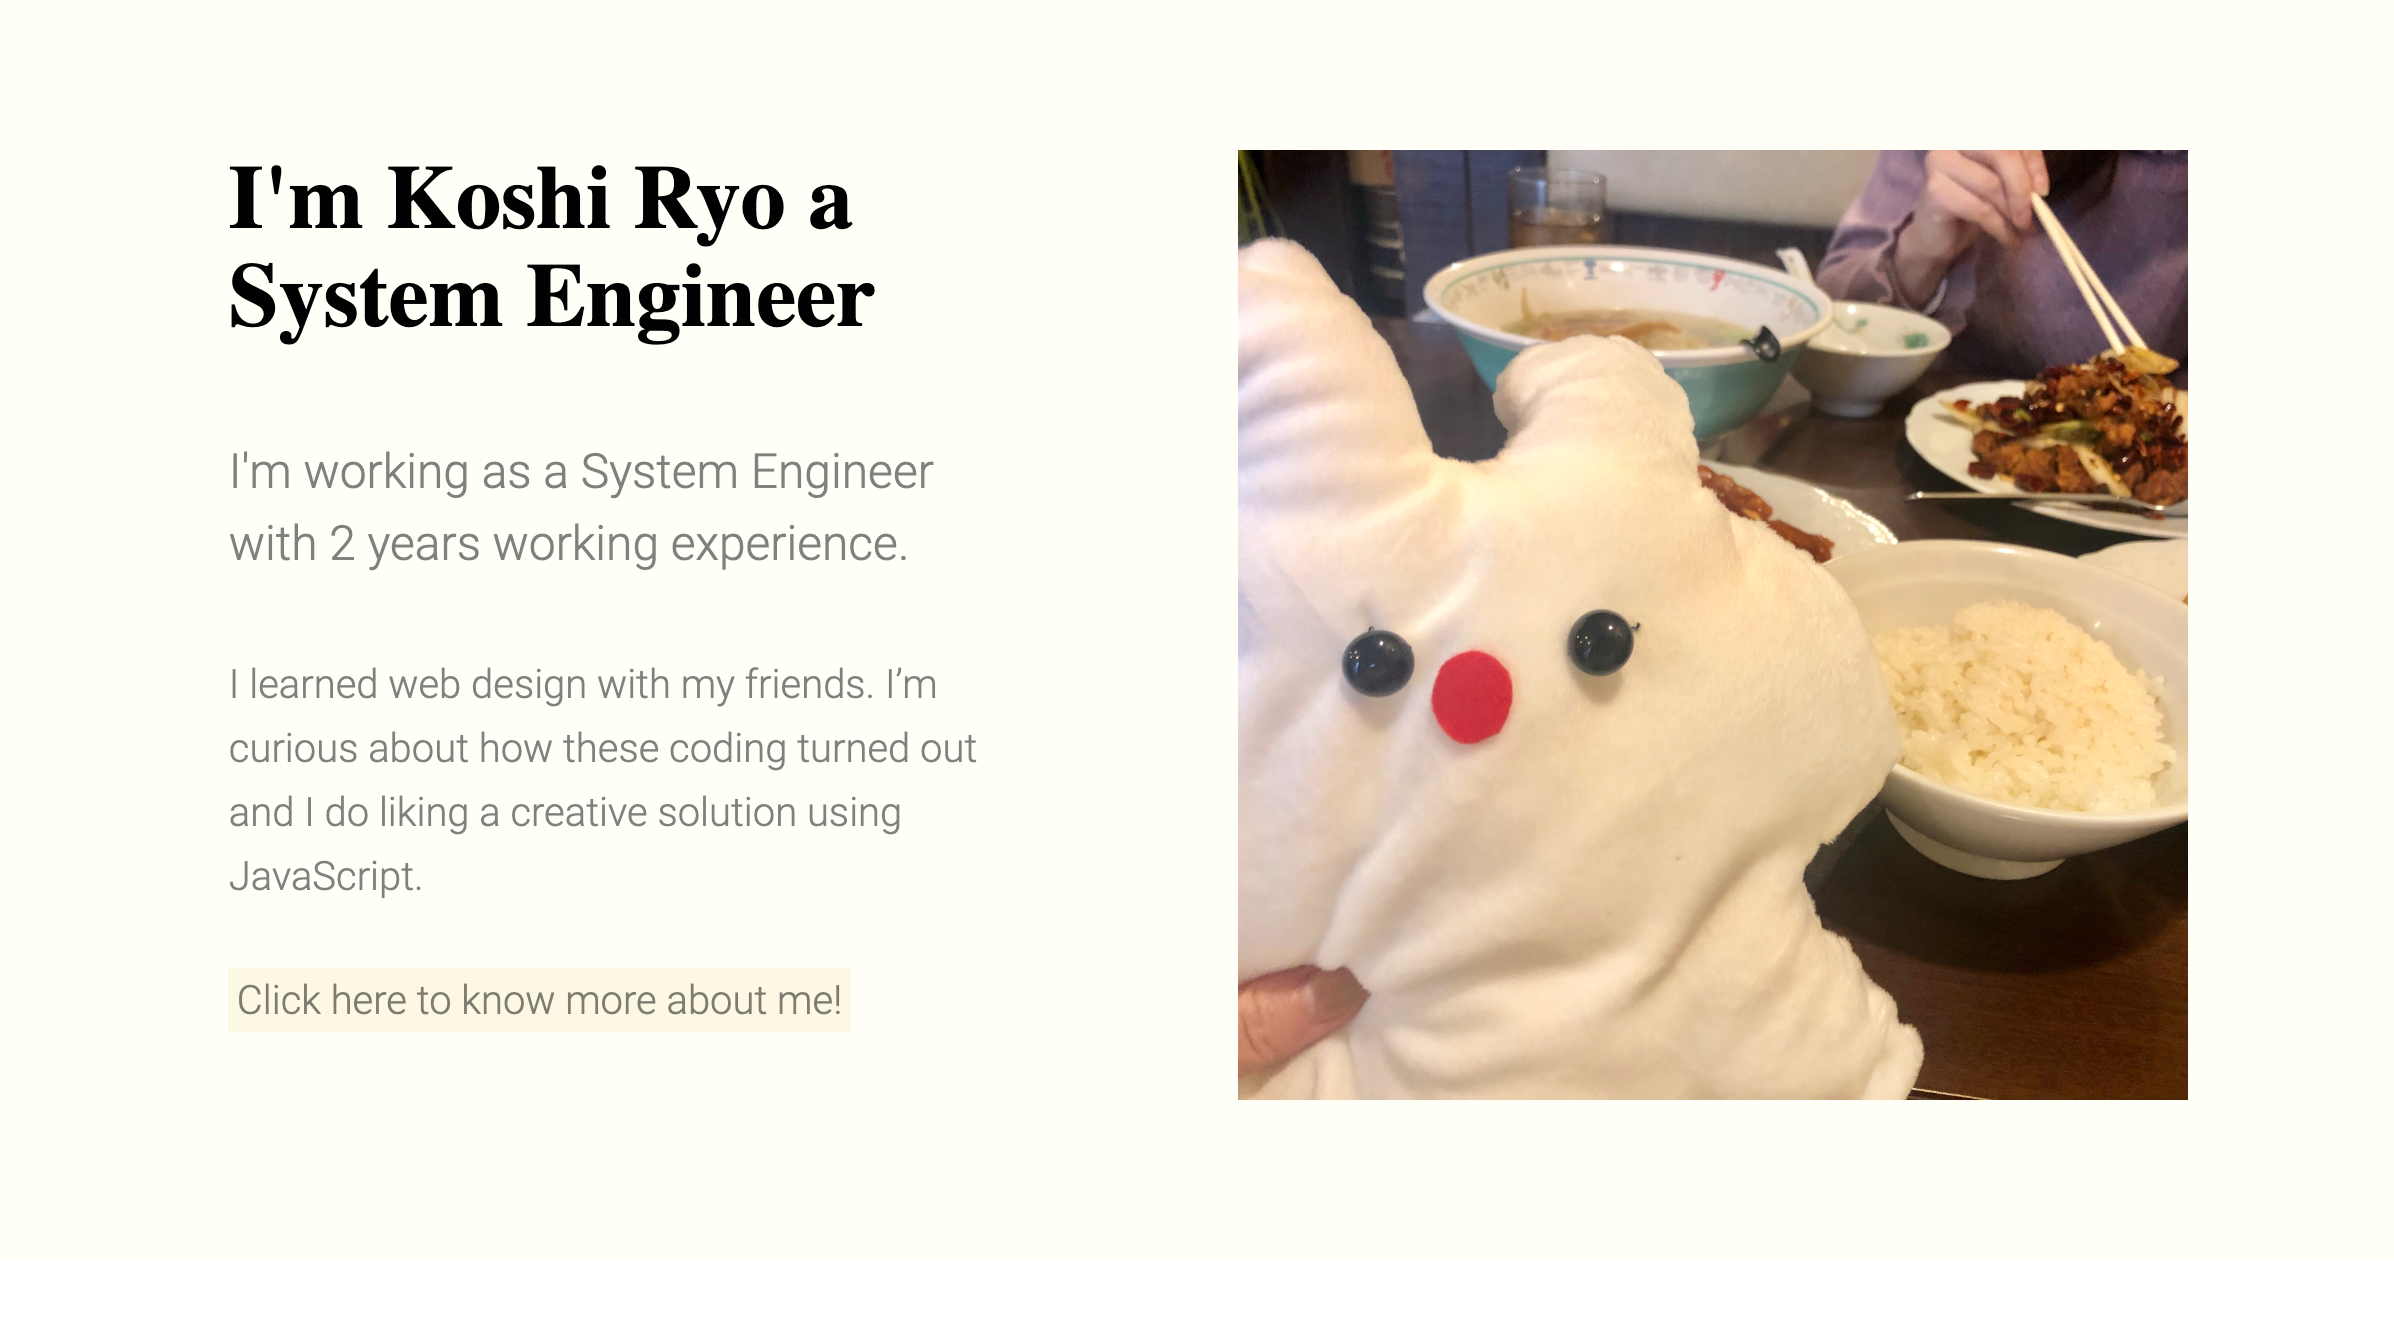 I'm Koshi Ryo a
System Engineer
I'm working as a System Engineer
with 2 years working experience.
I learned web design with my friends. I’m
curious about how these coding turned out
and I do liking a creative solution using
JavaScript.
Click here to know more about me!